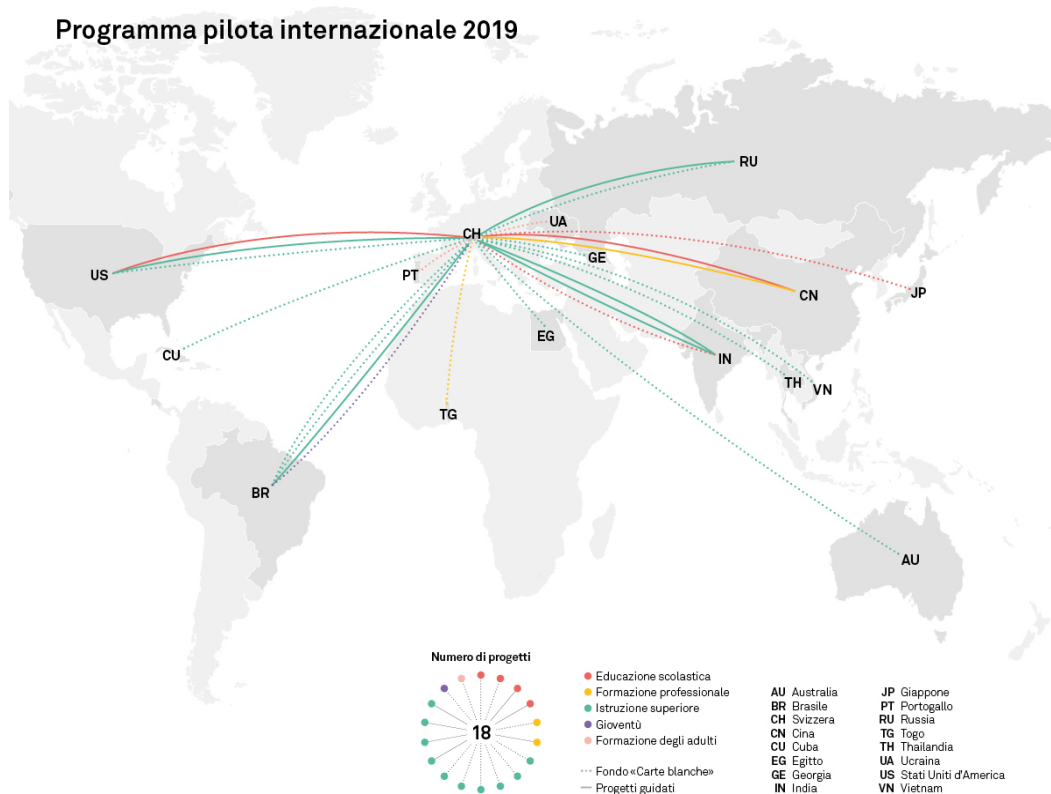 Programma pilota internazionale 2019
RU
UA
CH
GE
US
PT
CN
JP
EG
CU
IN
TH
VN
TG
BR
AU
Numero di progetti
18
Educazione scolastica
Formazione professionale
Istruzione superiore
Gioventù
Formazione degli adulti
Fondo «Carte blanche»
Progetti guidati
AU Australia
BR Brasile
CH Svizzera
CN Cina
CU Cuba
EG Egitto
GE Georgia
IN India
JP Giappone
PT Portogallo
RU Russia
TG Togo
TH Thailandia
UA Ucraina
US Stati Uniti d'America
VN Vietnam